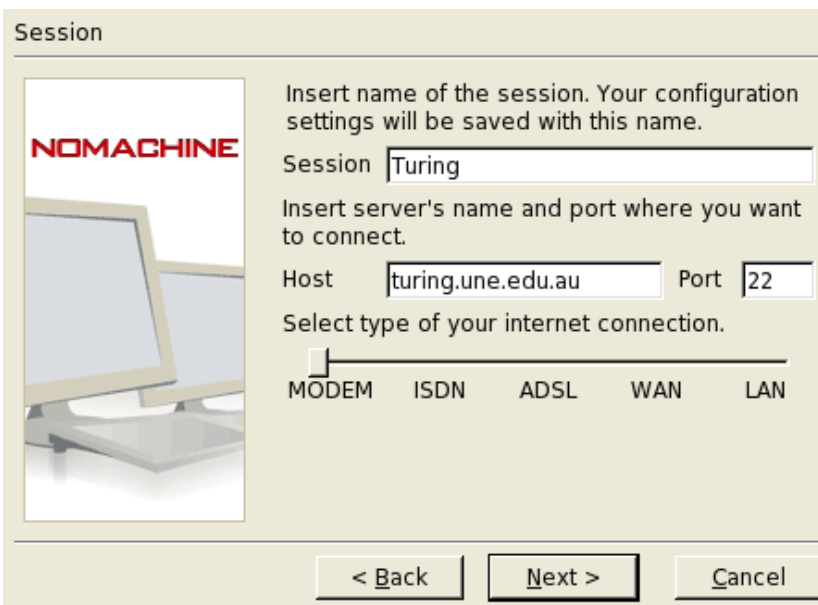 Session
NOMACHINE
Insert name of the session. Your configuration
settings will be saved with this name.
Session Turing
Insert server's name and port where you want
to connect.
Host turing.une.edu.au Port 22
Select type of your internet connection.
MODEM ISDN ADSL WAN LAN
< Back Next > Cancel